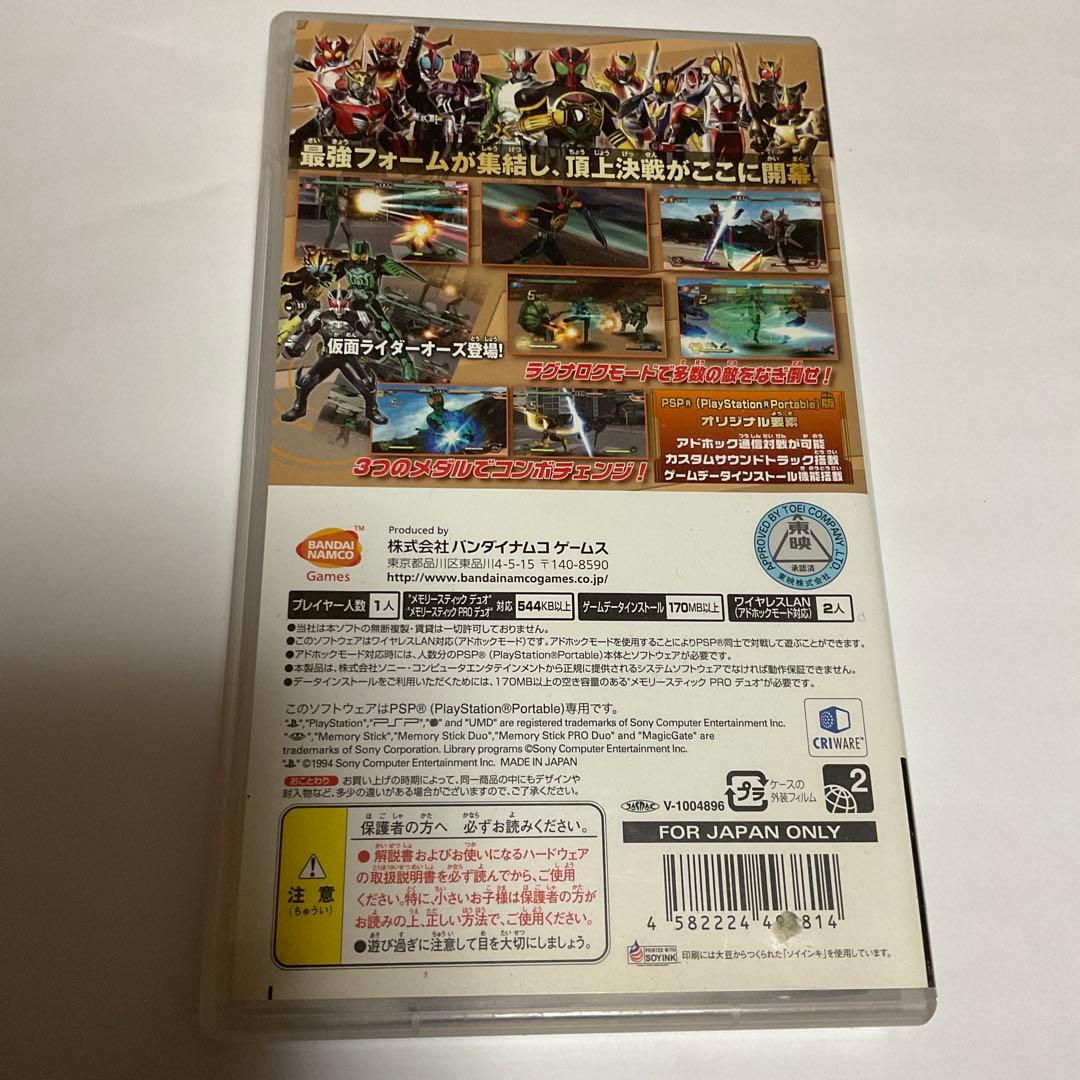 最強フォームが集結し、頂上決戦がここに開幕!
仮面ライダーオーズ登場!
ラグナロクモードで多数の敵をなぎ倒せ!
3つのメダルでコンボチェンジ!
PSP® (PlayStation®Portable)版
オリジナル要素
アドホック通信対戦が可能
カスタムサウンドトラック搭載
ゲームデータインストール機能搭載
BANDAI
NAMCO
Games
TM
Produced by
株式会社 バンダイナムコ ゲームス
東京都品川区東品川4-5-15 〒140-8590
http://www.bandainamcogames.co.jp/
APPROVED BY TOEI COMPANY, LTD.
東映
承認済
東映株式会社
プレイヤー人数 1人
"メモリースティック デュオ"
"メモリースティック PRO デュオ" 対応 544KB以上
ゲームデータインストール 170MB以上
ワイヤレスLAN
(アドホックモード対応) 2人
●当社は本ソフトの無断複製・賃貸は一切許可しておりません。
●このソフトウェアはワイヤレスLAN対応(アドホックモード)です。アドホックモードを使用することによりPSP®同士で対戦して遊ぶことができます。
●アドホックモード対応時には、人数分のPSP® (PlayStation®Portable)本体とソフトウェアが必要です。
●本製品は、株式会社ソニー・コンピュータエンタテインメントから正規に提供されるシステムソフトウェアでなければ動作保証できません。
●データインストールをご利用いただくためには、170MB以上の空き容量のある"メモリースティック PRO デュオ"が必要です。
このソフトウェアはPSP® (PlayStation®Portable)専用です。
"PlayStation", "PSP", and "UMD" are registered trademarks of Sony Computer Entertainment Inc.
"Memory Stick", "Memory Stick Duo", "Memory Stick PRO Duo" and "MagicGate" are
trademarks of Sony Corporation. Library programs ©Sony Computer Entertainment Inc.
©1994 Sony Computer Entertainment Inc. MADE IN JAPAN
CRIWARE
おことわり お買い上げの時期によって、同一商品の中にもデザインや
封入物など、多少の違いがある場合がございますので、ご了承ください。
プラ
ケースの
外装フィルム
2
JASRAC V-1004896
FOR JAPAN ONLY
保護者の方へ 必ずお読みください。
注意
(ちゅうい)
●解説書およびお使いになるハードウェア
の取扱説明書を必ず読んでから、ご使用
ください。特に、小さいお子様は保護者の方が
お読みの上、正しい方法で、ご使用ください。
●遊び過ぎに注意して目を大切にしましょう。
4 582224 814
PRINTED WITH
SOYINK
印刷には大豆からつくられた「ソイインキ」を使用しています。